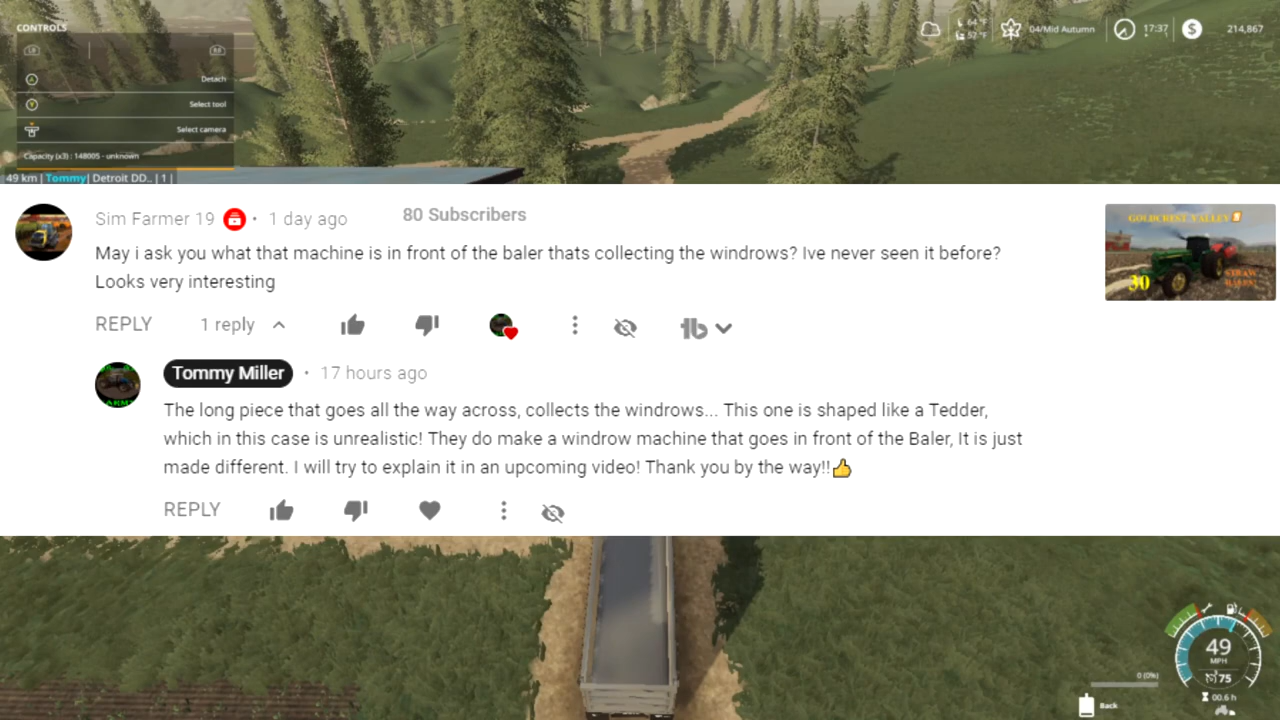 CONTROLS
LB RB
Detach
Select tool
Select camera
Capacity (x3) : 148005 - unknown
49 km | Tommy| Detroit DD.. | 1 |
64 °F
52 °F
04/Mid Autumn
17:37
$
214,867
Sim Farmer 19 • 1 day ago 80 Subscribers
May i ask you what that machine is in front of the baler thats collecting the windrows? Ive never seen it before?
Looks very interesting
REPLY 1 reply
GOLDCREST VALLEY
30
STRAW
Tommy Miller • 17 hours ago
The long piece that goes all the way across, collects the windrows... This one is shaped like a Tedder,
which in this case is unrealistic! They do make a windrow machine that goes in front of the Baler, It is just
made different. I will try to explain it in an upcoming video! Thank you by the way!!👍
REPLY
49
MPH
75
0 (0%)
00.6 h
Back